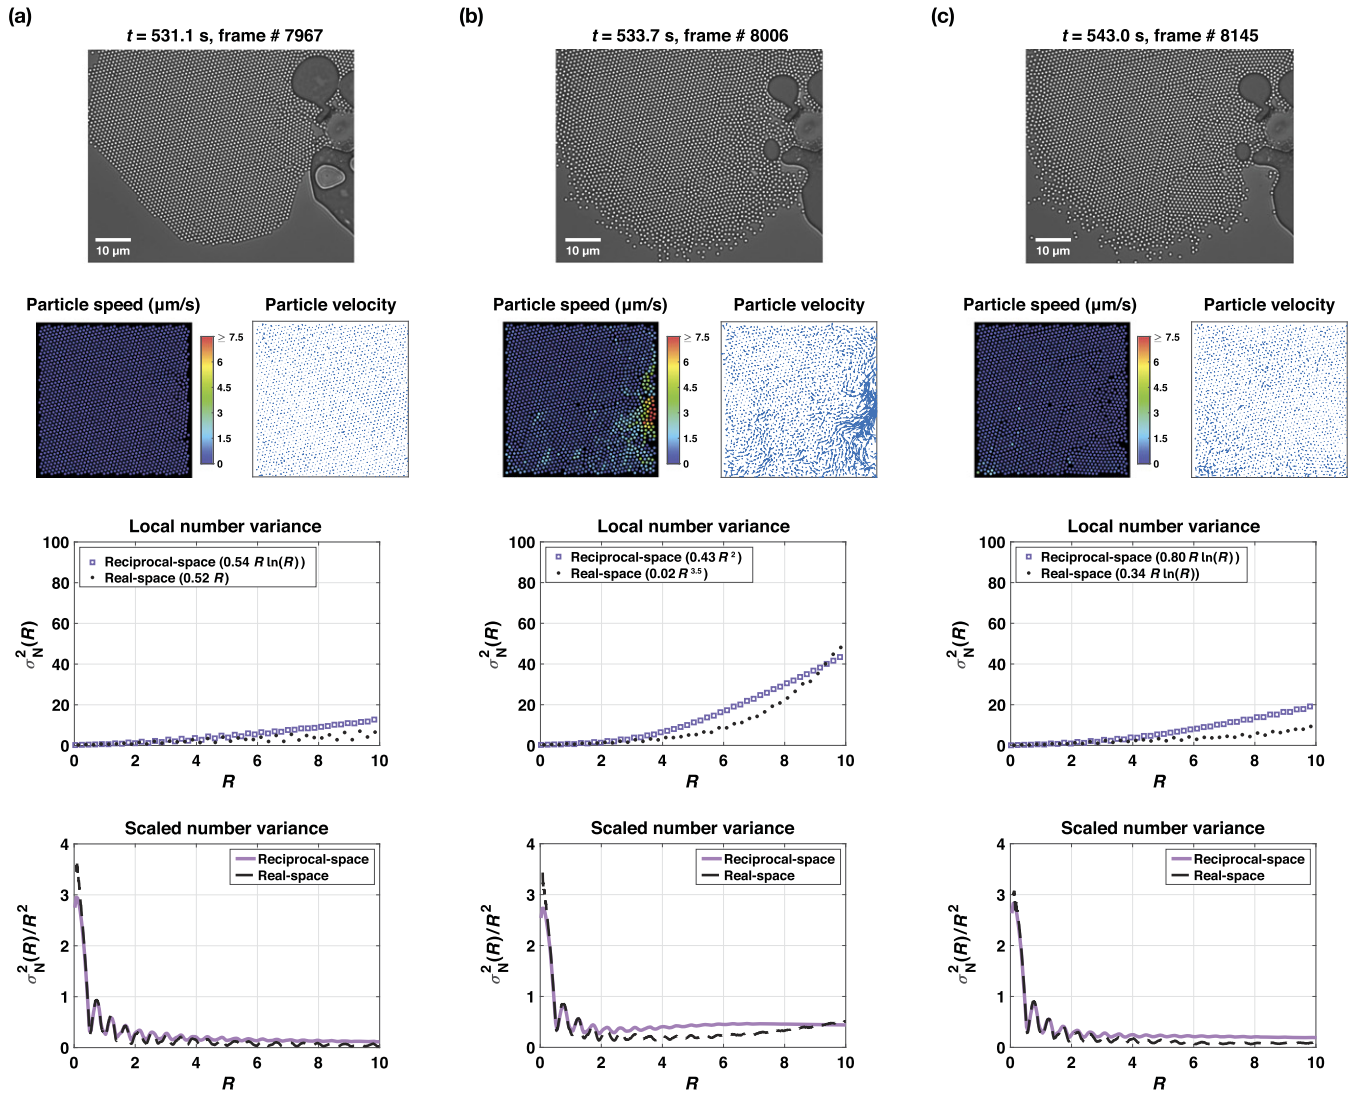 (a)
(b)
(c)
t = 531.1 s, frame # 7967
t = 533.7 s, frame # 8006
t = 543.0 s, frame # 8145
10 µm
10 µm
10 µm
Particle speed (µm/s)
Particle velocity
Particle speed (µm/s)
Particle velocity
Particle speed (µm/s)
Particle velocity
≥ 7.5
6
4.5
3
1.5
0
≥ 7.5
6
4.5
3
1.5
0
≥ 7.5
6
4.5
3
1.5
0
Local number variance
100
80
60
40
20
0
σ²N(R)
Reciprocal-space (0.54 R ln(R))
Real-space (0.52 R)
0 2 4 6 8 10
R
Local number variance
100
80
60
40
20
0
σ²N(R)
Reciprocal-space (0.43 R²)
Real-space (0.02 R³·⁵)
0 2 4 6 8 10
R
Local number variance
100
80
60
40
20
0
σ²N(R)
Reciprocal-space (0.80 R ln(R))
Real-space (0.34 R ln(R))
0 2 4 6 8 10
R
Scaled number variance
4
3
2
1
0
σ²N(R)/R²
Reciprocal-space
Real-space
0 2 4 6 8 10
R
Scaled number variance
4
3
2
1
0
σ²N(R)/R²
Reciprocal-space
Real-space
0 2 4 6 8 10
R
Scaled number variance
4
3
2
1
0
σ²N(R)/R²
Reciprocal-space
Real-space
0 2 4 6 8 10
R